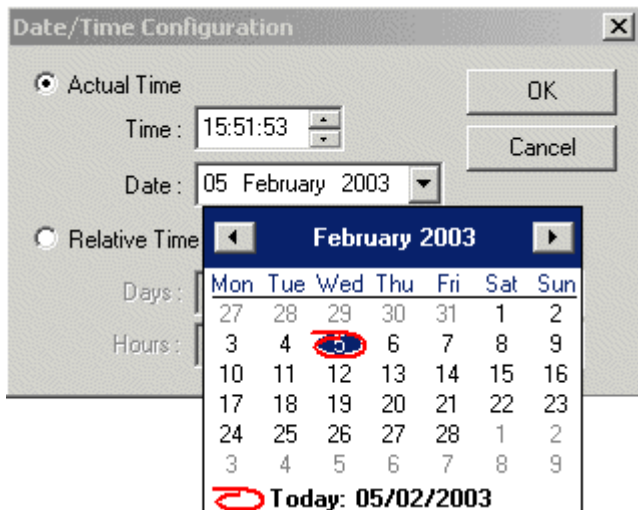 Date/Time Configuration
Actual Time
OK
Time : 15:51:53
Cancel
Date : 05 February 2003
Relative Time
February 2003
Days :
Mon Tue Wed Thu Fri Sat Sun
27 28 29 30 31 1 2
Hours :
3 4 5 6 7 8 9
10 11 12 13 14 15 16
17 18 19 20 21 22 23
24 25 26 27 28 1 2
3 4 5 6 7 8 9
Today: 05/02/2003